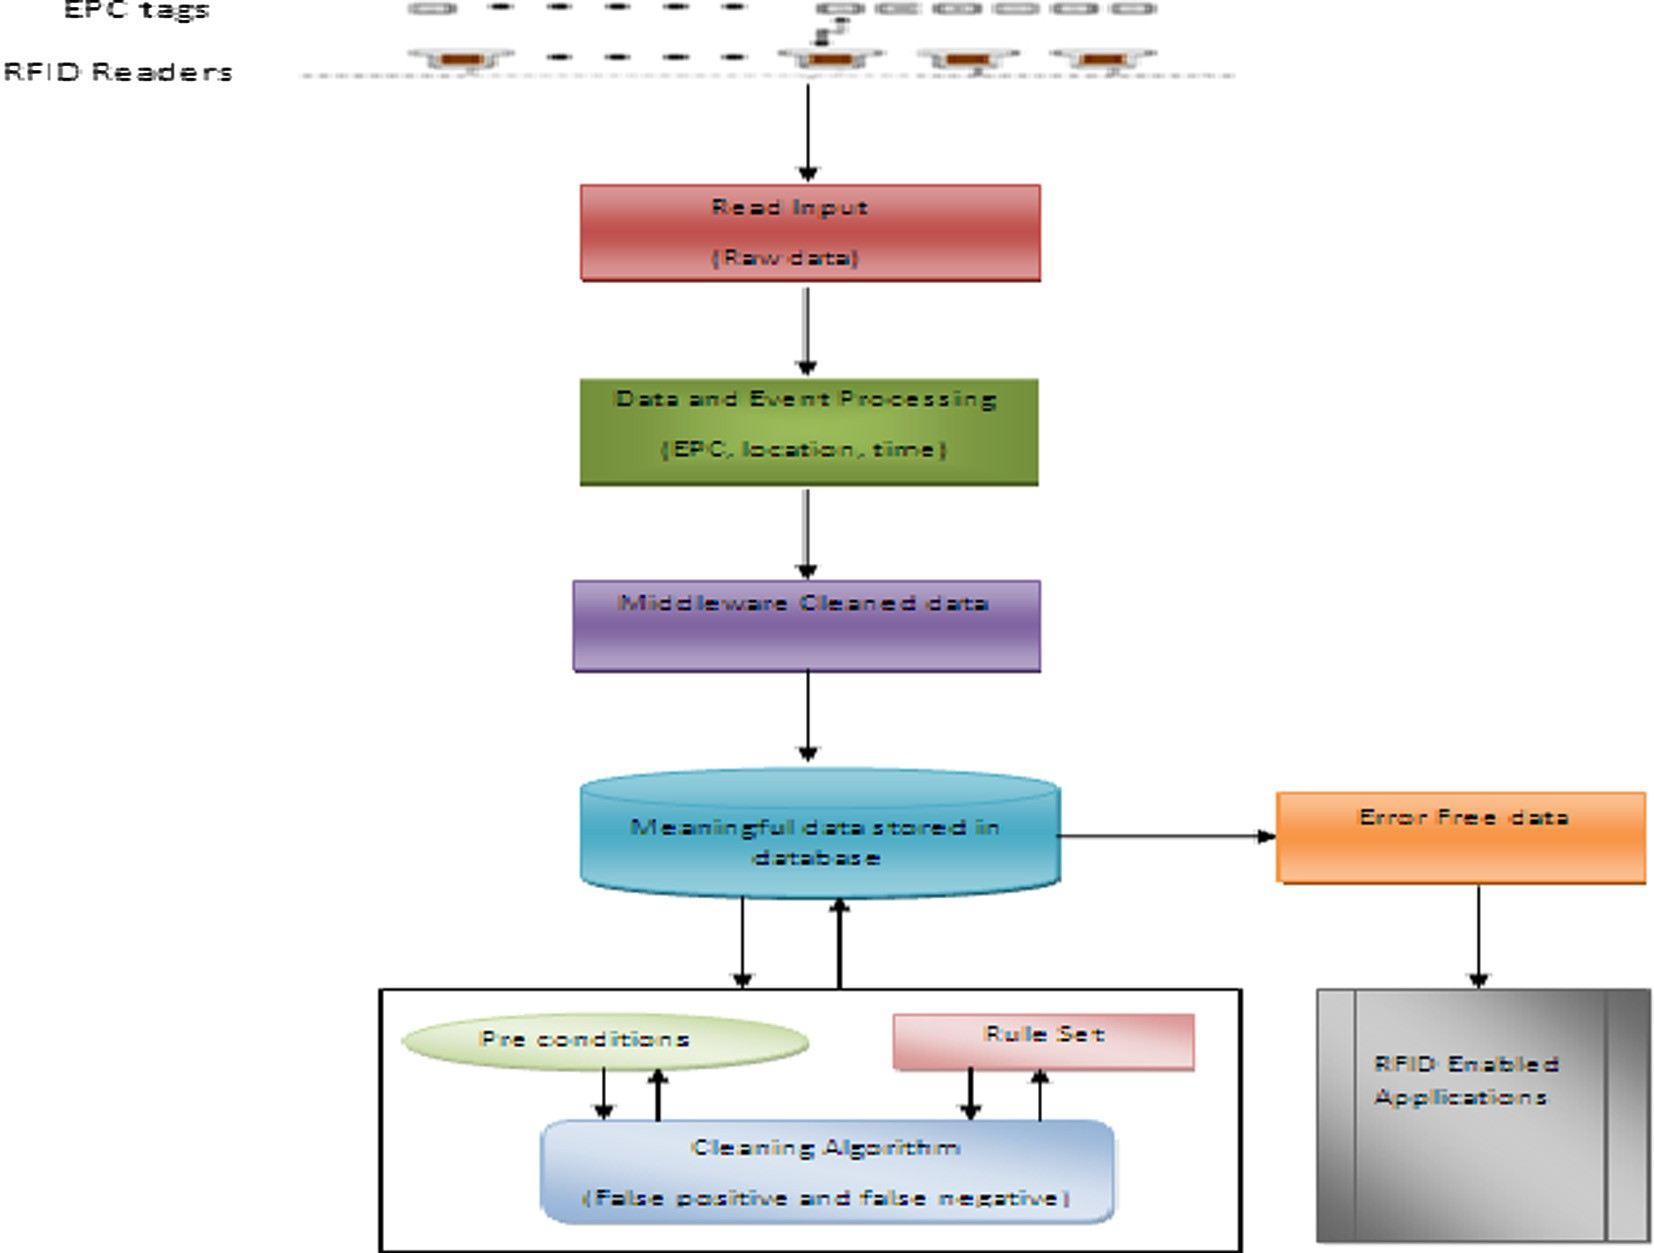 EPC tags
RFID Readers
Read Input
(Raw data)
Data and Event Processing
(EPC, location, time)
Middleware Cleaned data
Meaningful data stored in
database
Error Free data
Pre conditions
Rule Set
RFID Enabled
Applications
Cleaning Algorithm
(False positive and false negative)